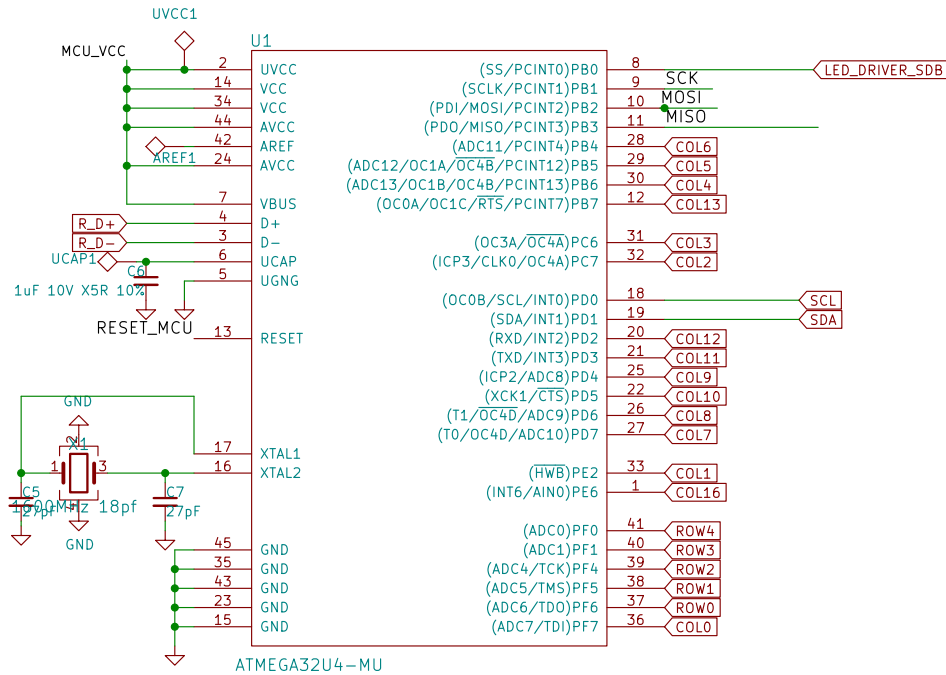 UVCC1
U1
MCU_VCC
2 UVCC (SS/PCINT0)PB0 8 LED_DRIVER_SDB
14 VCC (SCLK/PCINT1)PB1 9 SCK
34 VCC (PDI/MOSI/PCINT2)PB2 10 MOSI
44 AVCC (PDO/MISO/PCINT3)PB3 11 MISO
42 AREF (ADC11/PCINT4)PB4 28 COL6
AREF1
24 AVCC (ADC12/OC1A/OC4B/PCINT12)PB5 29 COL5
(ADC13/OC1B/OC4B/PCINT13)PB6 30 COL4
7 VBUS (OC0A/OC1C/RTS/PCINT7)PB7 12 COL13
R_D+ 4 D+
R_D- 3 D- (OC3A/OC4A)PC6 31 COL3
UCAP1 6 UCAP (ICP3/CLK0/OC4A)PC7 32 COL2
C6 5 UGNG
1uF 10V X5R 10%
(OC0B/SCL/INT0)PD0 18 SCL
RESET_MCU (SDA/INT1)PD1 19 SDA
13 RESET (RXD/INT2)PD2 20 COL12
(TXD/INT3)PD3 21 COL11
(ICP2/ADC8)PD4 25 COL9
(XCK1/CTS)PD5 22 COL10
GND
(T1/OC4D/ADC9)PD6 26 COL8
(T0/OC4D/ADC10)PD7 27 COL7
2 X1
17 XTAL1
1 3 16 XTAL2 (HWB)PE2 33 COL1
C5 C7 (INT6/AIN0)PE6 1 COL16
1600MHz 18pf
27pF 27pF
(ADC0)PF0 41 ROW4
GND
45 GND (ADC1)PF1 40 ROW3
35 GND (ADC4/TCK)PF4 39 ROW2
43 GND (ADC5/TMS)PF5 38 ROW1
23 GND (ADC6/TDO)PF6 37 ROW0
15 GND (ADC7/TDI)PF7 36 COL0
ATMEGA32U4-MU